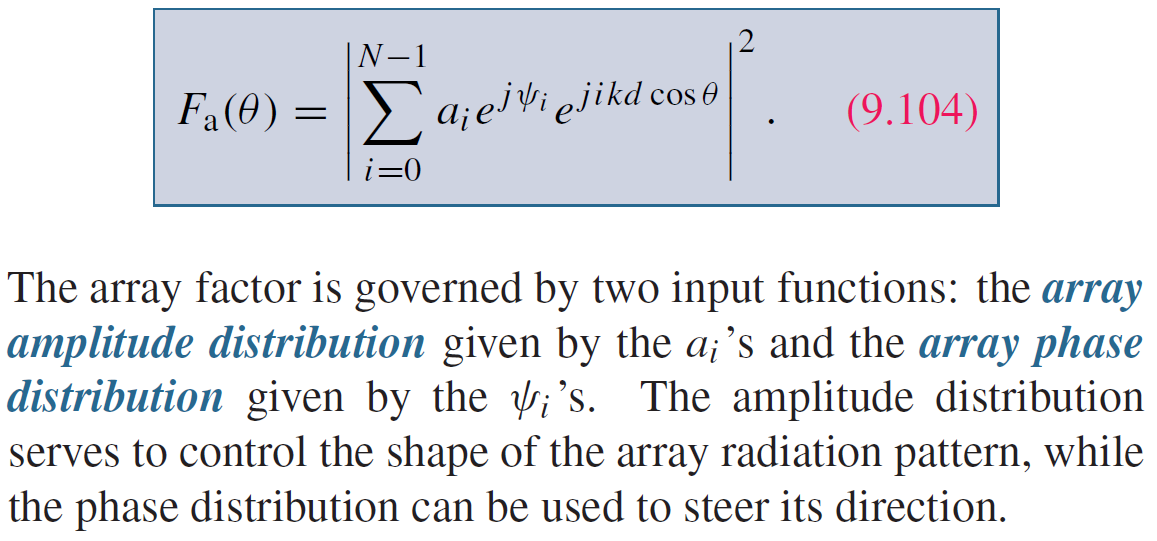 F_a(θ) = |∑_{i=0}^{N−1} a_i e^{jψ_i} e^{jikd cos θ}|². (9.104)
The array factor is governed by two input functions: the array
amplitude distribution given by the a_i’s and the array phase
distribution given by the ψ_i’s. The amplitude distribution
serves to control the shape of the array radiation pattern, while
the phase distribution can be used to steer its direction.